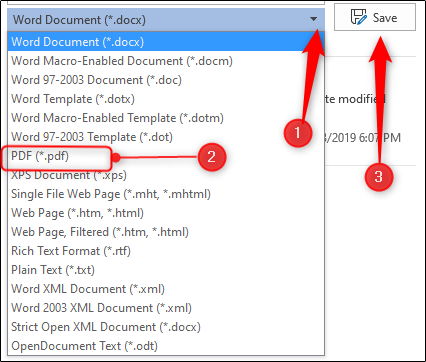 Word Document (*.docx)
Save
Word Document (*.docx)
Word Macro-Enabled Document (*.docm)
Word 97-2003 Document (*.doc)
Word Template (*.dotx)
te modified
Word Macro-Enabled Template (*.dotm)
1
Word 97-2003 Template (*.dot)
/2019 6:07 PM
PDF (*.pdf)
2
XPS Document (*.xps)
3
Single File Web Page (*.mht, *.mhtml)
Web Page (*.htm, *.html)
Web Page, Filtered (*.htm, *.html)
Rich Text Format (*.rtf)
Plain Text (*.txt)
Word XML Document (*.xml)
Word 2003 XML Document (*.xml)
Strict Open XML Document (*.docx)
OpenDocument Text (*.odt)